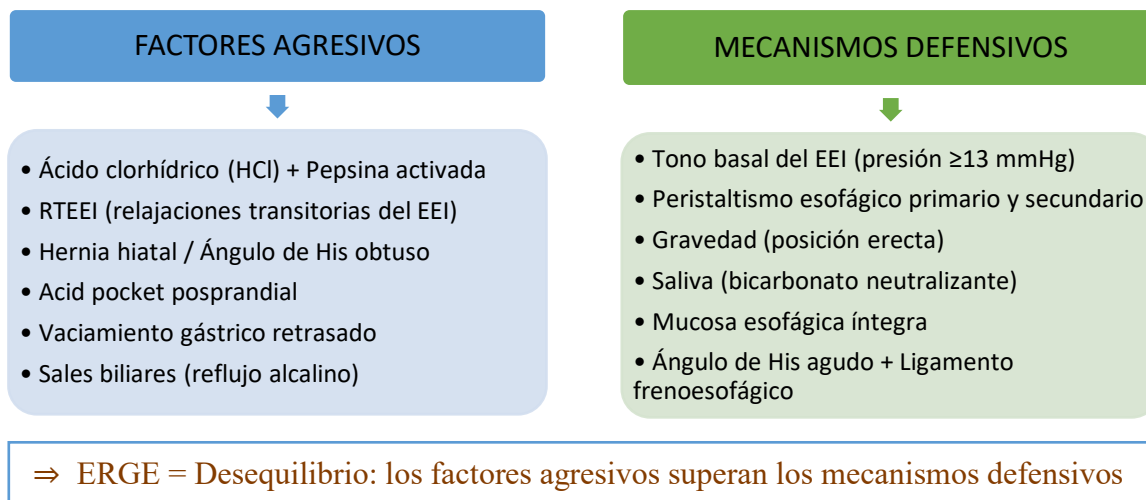 FACTORES AGRESIVOS
• Ácido clorhídrico (HCl) + Pepsina activada
• RTEEI (relajaciones transitorias del EEI)
• Hernia hiatal / Ángulo de His obtuso
• Acid pocket posprandial
• Vaciamiento gástrico retrasado
• Sales biliares (reflujo alcalino)
MECANISMOS DEFENSIVOS
• Tono basal del EEI (presión ≥13 mmHg)
• Peristaltismo esofágico primario y secundario
• Gravedad (posición erecta)
• Saliva (bicarbonato neutralizante)
• Mucosa esofágica íntegra
• Ángulo de His agudo + Ligamento
frenoesofágico
⇒ ERGE = Desequilibrio: los factores agresivos superan los mecanismos defensivos